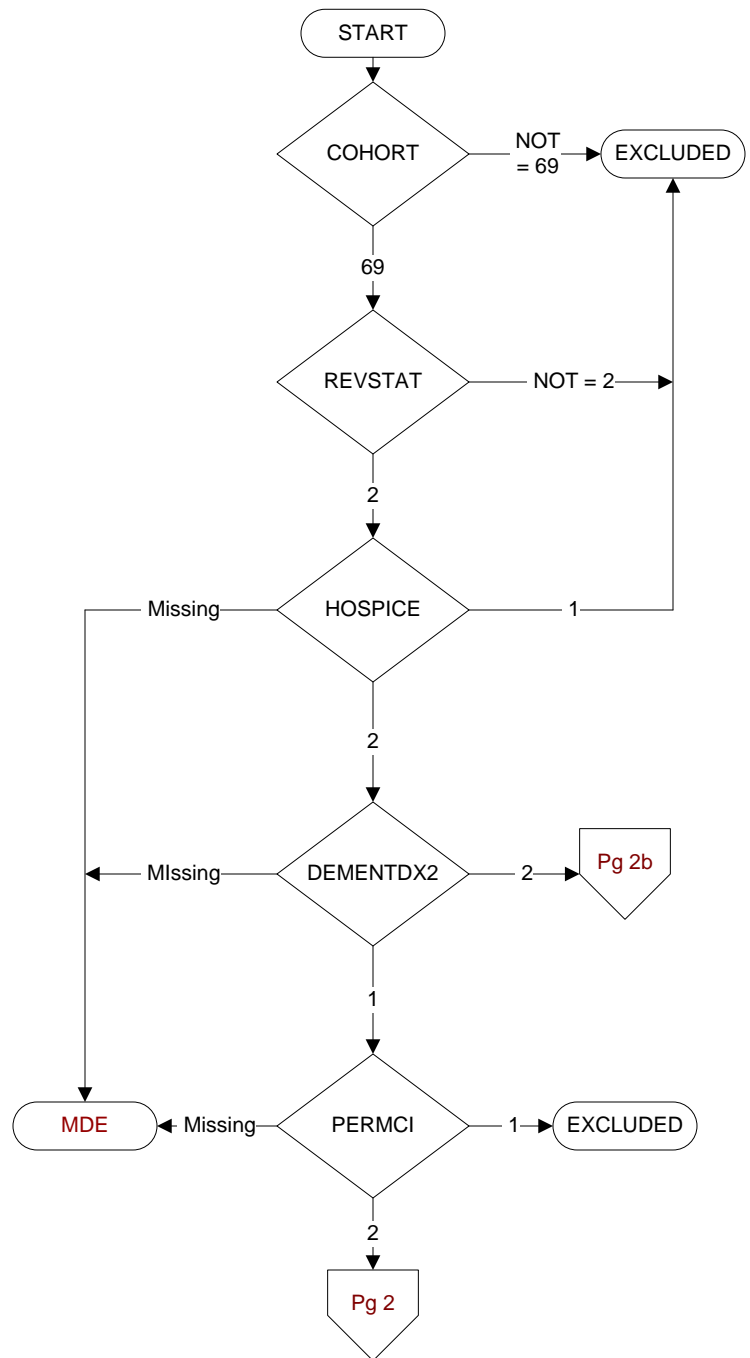 START
COHORT
NOT
= 69
EXCLUDED
69
REVSTAT
NOT = 2
2
Missing
HOSPICE
1
2
MIssing
DEMENTDX2
2
Pg 2b
1
MDE
Missing
PERMCI
1
EXCLUDED
2
Pg 2